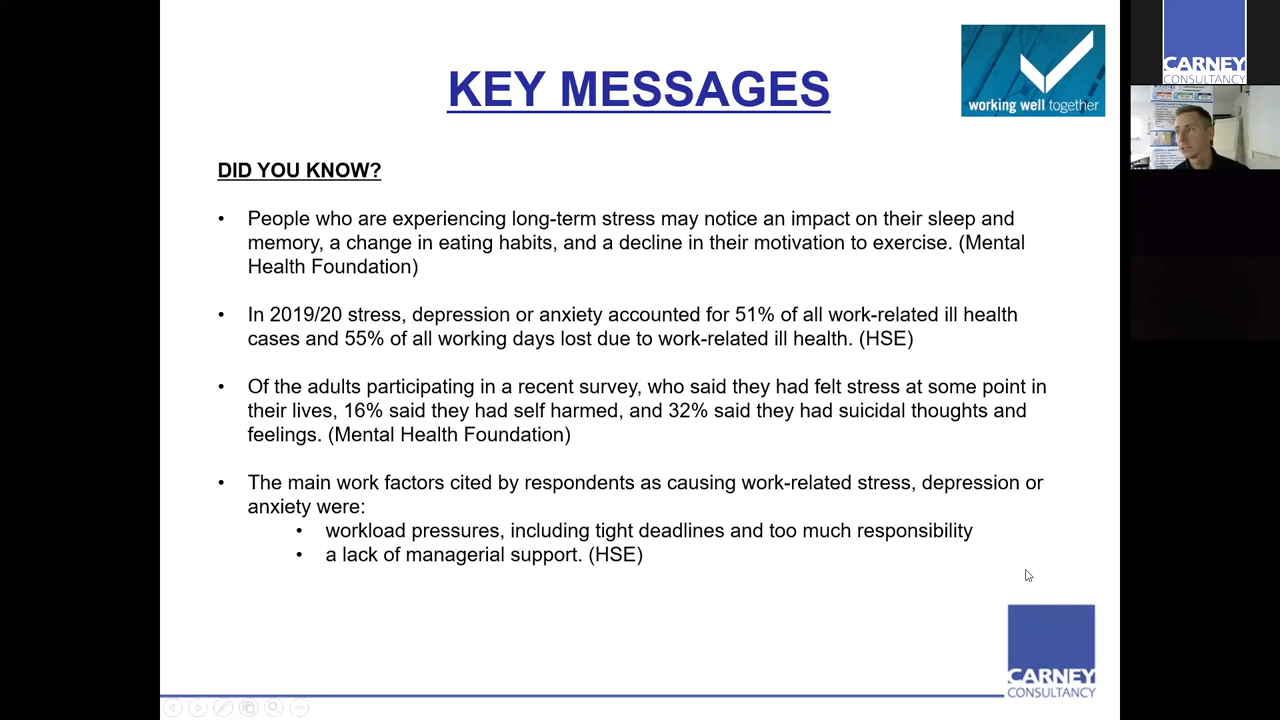 KEY MESSAGES
working well together
DID YOU KNOW?
• People who are experiencing long-term stress may notice an impact on their sleep and
memory, a change in eating habits, and a decline in their motivation to exercise. (Mental
Health Foundation)
• In 2019/20 stress, depression or anxiety accounted for 51% of all work-related ill health
cases and 55% of all working days lost due to work-related ill health. (HSE)
• Of the adults participating in a recent survey, who said they had felt stress at some point in
their lives, 16% said they had self harmed, and 32% said they had suicidal thoughts and
feelings. (Mental Health Foundation)
• The main work factors cited by respondents as causing work-related stress, depression or
anxiety were:
• workload pressures, including tight deadlines and too much responsibility
• a lack of managerial support. (HSE)
CARNEY
CONSULTANCY
CARNEY
CONSULTANCY